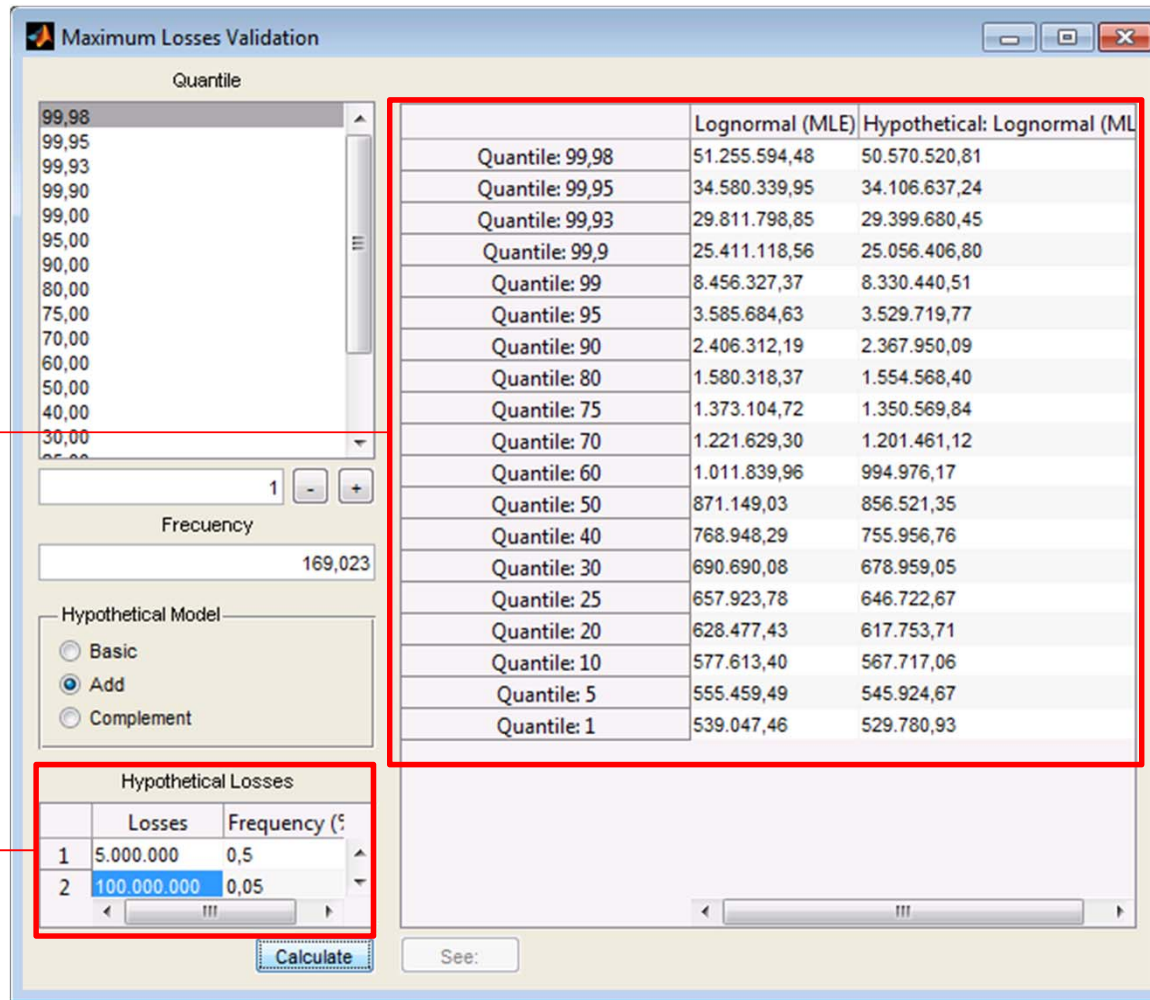 Maximum Losses Validation
Quantile
99,98
99,95
99,93
99,90
99,00
95,00
90,00
80,00
75,00
70,00
60,00
50,00
40,00
30,00
1 - +
Frecuency
169,023
Hypothetical Model
Basic
Add
Complement
Hypothetical Losses
Losses Frequency (%
1 5.000.000 0,5
2 100.000.000 0,05
Calculate
Lognormal (MLE) Hypothetical: Lognormal (ML
Quantile: 99,98 51.255.594,48 50.570.520,81
Quantile: 99,95 34.580.339,95 34.106.637,24
Quantile: 99,93 29.811.798,85 29.399.680,45
Quantile: 99,9 25.411.118,56 25.056.406,80
Quantile: 99 8.456.327,37 8.330.440,51
Quantile: 95 3.585.684,63 3.529.719,77
Quantile: 90 2.406.312,19 2.367.950,09
Quantile: 80 1.580.318,37 1.554.568,40
Quantile: 75 1.373.104,72 1.350.569,84
Quantile: 70 1.221.629,30 1.201.461,12
Quantile: 60 1.011.839,96 994.976,17
Quantile: 50 871.149,03 856.521,35
Quantile: 40 768.948,29 755.956,76
Quantile: 30 690.690,08 678.959,05
Quantile: 25 657.923,78 646.722,67
Quantile: 20 628.477,43 617.753,71
Quantile: 10 577.613,40 567.717,06
Quantile: 5 555.459,49 545.924,67
Quantile: 1 539.047,46 529.780,93
See: